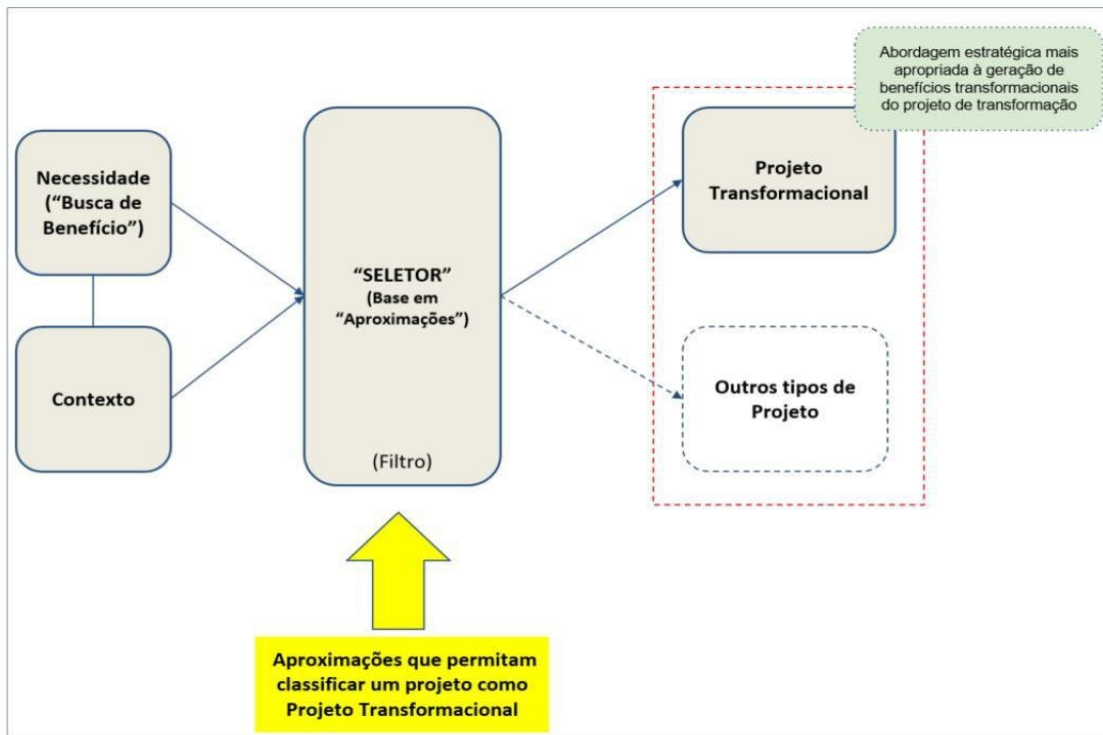 Abordagem estratégica mais
apropriada à geração de
benefícios transformacionais
do projeto de transformação
Necessidade
(“Busca de
Benefício”)
Contexto
“SELETOR”
(Base em
“Aproximações”)
(Filtro)
Projeto
Transformacional
Outros tipos de
Projeto
Aproximações que permitam
classificar um projeto como
Projeto Transformacional